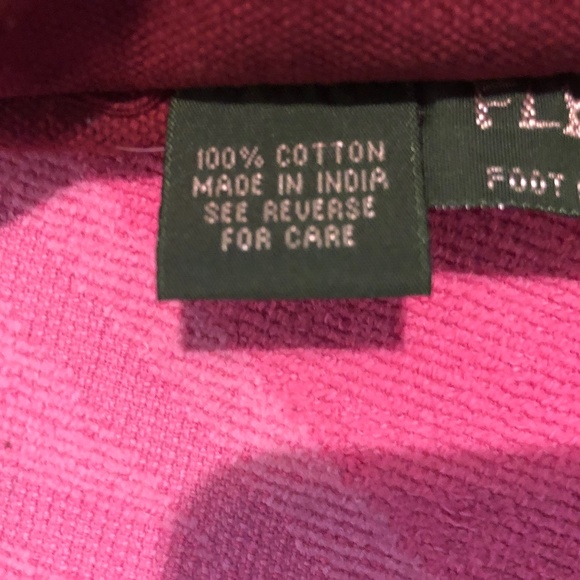 100% COTTON
MADE IN INDIA
SEE REVERSE
FOR CARE
FOOT